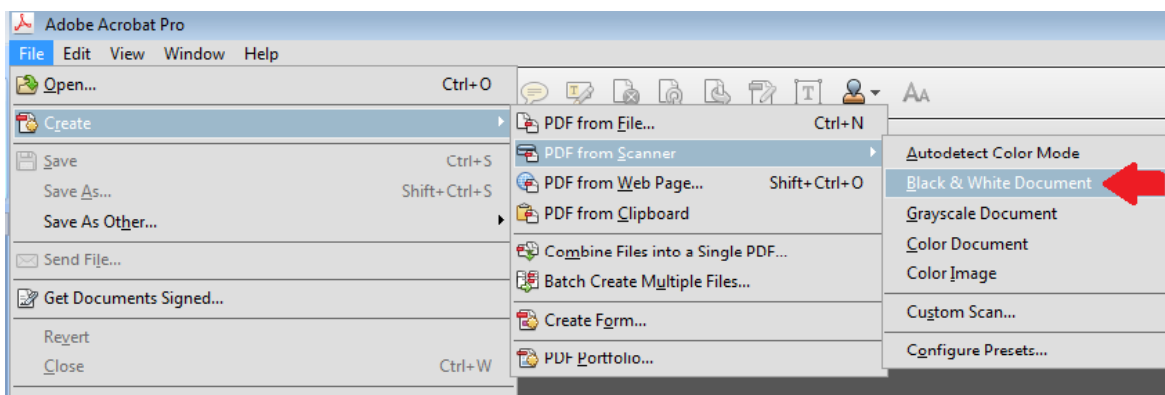 Adobe Acrobat Pro
File Edit View Window Help
Open... Ctrl+O
Create
Save Ctrl+S
Save As... Shift+Ctrl+S
Save As Other...
Send File...
Get Documents Signed...
Revert
Close Ctrl+W
PDF from File... Ctrl+N
PDF from Scanner
PDF from Web Page... Shift+Ctrl+O
PDF from Clipboard
Combine Files into a Single PDF...
Batch Create Multiple Files...
Create Form...
PDF Portfolio...
Autodetect Color Mode
Black & White Document
Grayscale Document
Color Document
Color Image
Custom Scan...
Configure Presets...